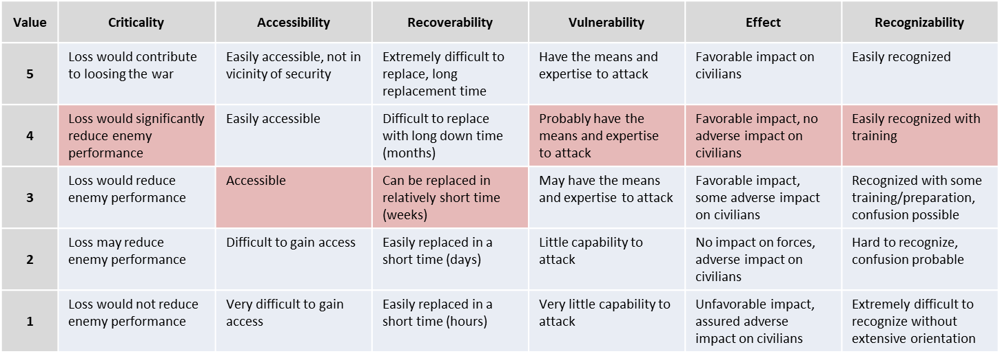 Value Criticality Accessibility Recoverability Vulnerability Effect Recognizability
5
Loss would contribute
to loosing the war
Easily accessible, not in
vicinity of security
Extremely difficult to
replace, long
replacement time
Have the means and
expertise to attack
Favorable impact on
civilians
Easily recognized
4
Loss would significantly
reduce enemy
performance
Easily accessible
Difficult to replace
with long down time
(months)
Probably have the
means and expertise
to attack
Favorable impact, no
adverse impact on
civilians
Easily recognized with
training
3
Loss would reduce
enemy performance
Accessible
Can be replaced in
relatively short time
(weeks)
May have the means
and expertise to attack
Favorable impact,
some adverse impact
on civilians
Recognized with some
training/preparation,
confusion possible
2
Loss may reduce
enemy performance
Difficult to gain access
Easily replaced in a
short time (days)
Little capability to
attack
No impact on forces,
adverse impact on
civilians
Hard to recognize,
confusion probable
1
Loss would not reduce
enemy performance
Very difficult to gain
access
Easily replaced in a
short time (hours)
Very little capability to
attack
Unfavorable impact,
assured adverse
impact on civilians
Extremely difficult to
recognize without
extensive orientation